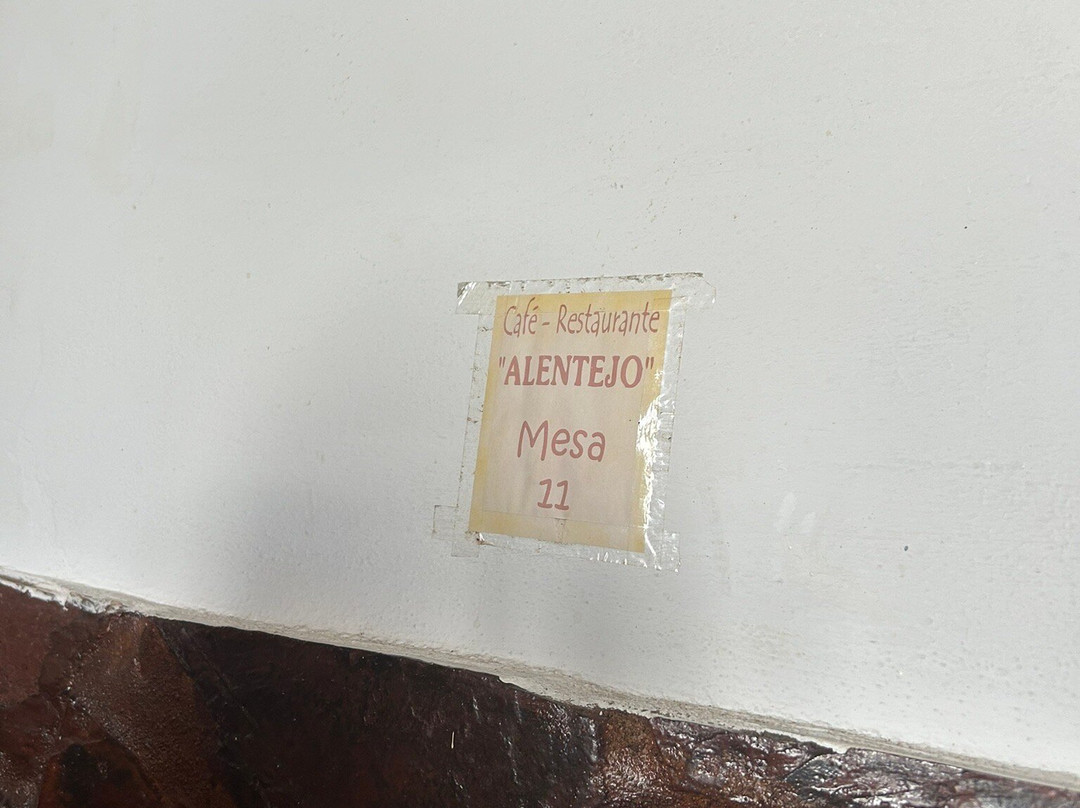 Café - Restaurante
"ALENTEJO"
Mesa
11